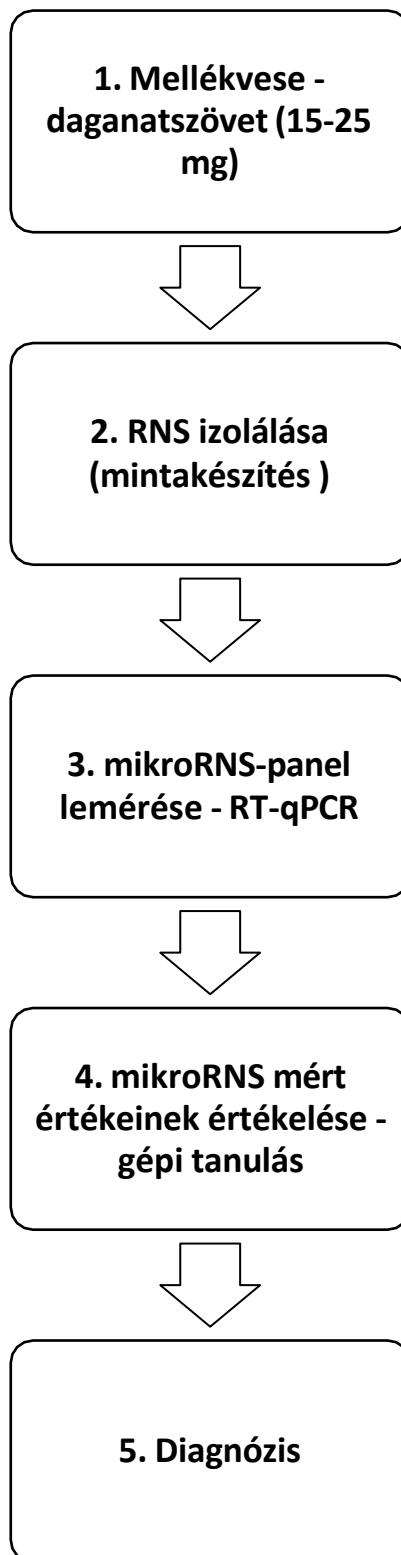 1. Mellékvese -
daganatszövet (15-25
mg)
2. RNS izolálása
(mintakészítés )
3. mikroRNS-panel
lemérése - RT-qPCR
4. mikroRNS mért
értékeinek értékelése -
gépi tanulás
5. Diagnózis